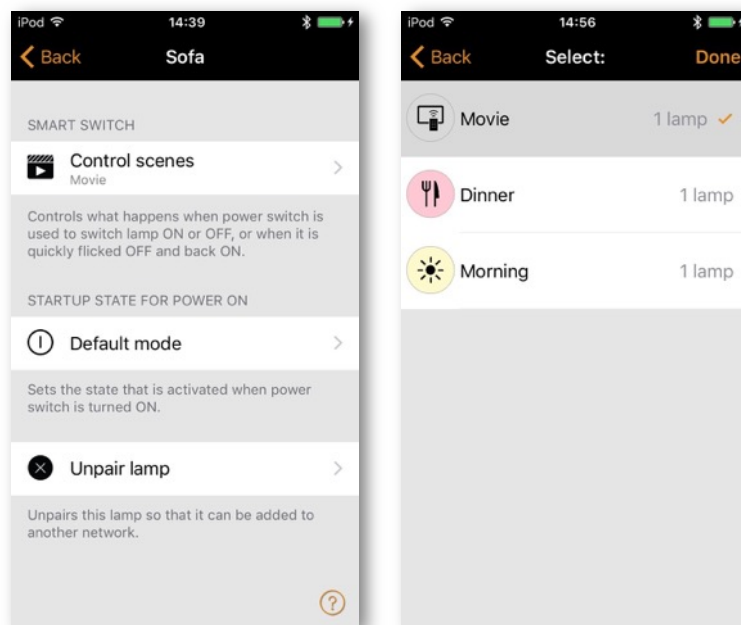 iPod 14:39
Back Sofa
SMART SWITCH
Control scenes
Movie
Controls what happens when power switch is
used to switch lamp ON or OFF, or when it is
quickly flicked OFF and back ON.
STARTUP STATE FOR POWER ON
Default mode
Sets the state that is activated when power
switch is turned ON.
Unpair lamp
Unpairs this lamp so that it can be added to
another network.
?
iPod 14:56
Back Select: Done
Movie 1 lamp
Dinner 1 lamp
Morning 1 lamp